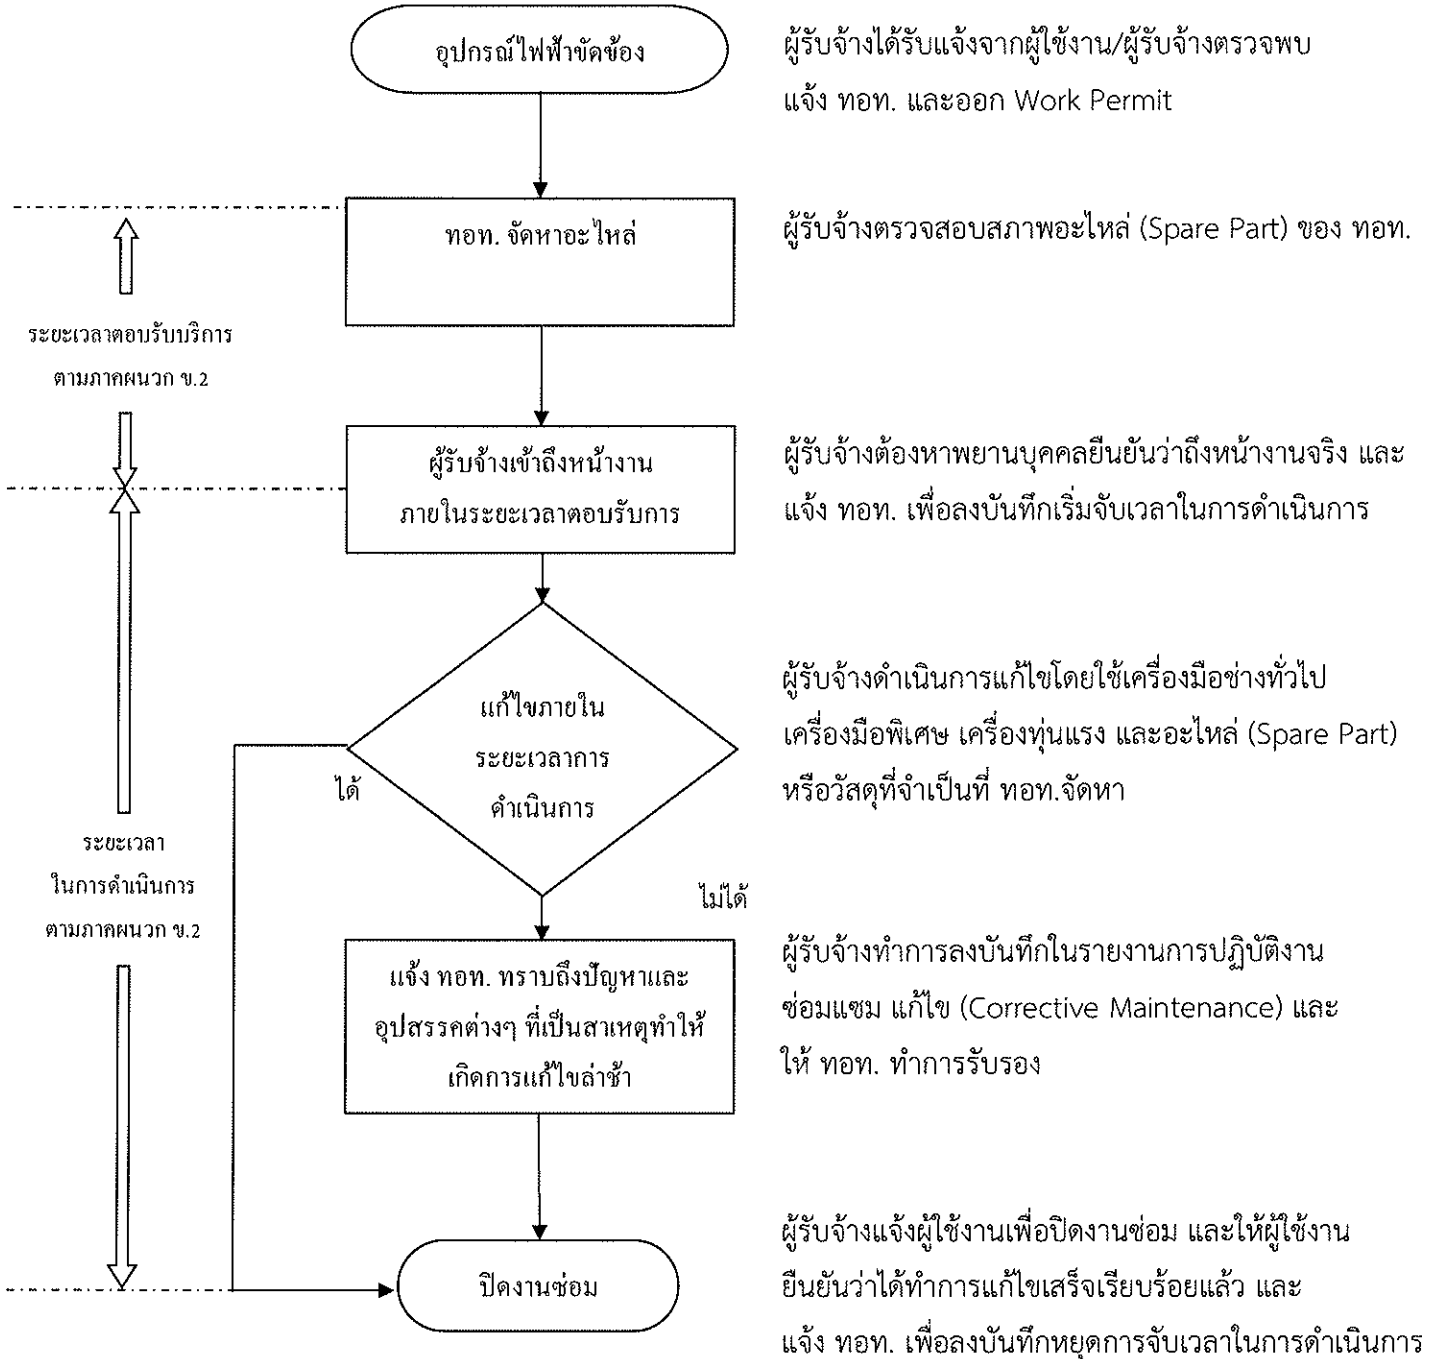 อุปกรณ์ไฟฟ้าขัดข้อง
ผู้รับจ้างได้รับแจ้งจากผู้ใช้งาน/ผู้รับจ้างตรวจพบ
แจ้ง ทอท. และออก Work Permit
ทอท. จัดหาอะไหล่
ผู้รับจ้างตรวจสอบสภาพอะไหล่ (Spare Part) ของ ทอท.
ระยะเวลาตอบรับบริการ
ตามภาคผนวก ข.2
ผู้รับจ้างเข้าถึงหน้างาน
ภายในระยะเวลาตอบรับการ
ผู้รับจ้างต้องหาพยานบุคคลยืนยันว่าถึงหน้างานจริง และ
แจ้ง ทอท. เพื่อลงบันทึกเริ่มจับเวลาในการดำเนินการ
แก้ไขภายใน
ระยะเวลาการ
ดำเนินการ
ได้
ไม่ได้
ผู้รับจ้างดำเนินการแก้ไขโดยใช้เครื่องมือช่างทั่วไป
เครื่องมือพิเศษ เครื่องทุ่นแรง และอะไหล่ (Spare Part)
หรือวัสดุที่จำเป็นที่ ทอท.จัดหา
ระยะเวลา
ในการดำเนินการ
ตามภาคผนวก ข.2
แจ้ง ทอท. ทราบถึงปัญหาและ
อุปสรรคต่างๆ ที่เป็นสาเหตุทำให้
เกิดการแก้ไขล่าช้า
ผู้รับจ้างทำการลงบันทึกในรายงานการปฏิบัติงาน
ซ่อมแซม แก้ไข (Corrective Maintenance) และ
ให้ ทอท. ทำการรับรอง
ปิดงานซ่อม
ผู้รับจ้างแจ้งผู้ใช้งานเพื่อปิดงานซ่อม และให้ผู้ใช้งาน
ยืนยันว่าได้ทำการแก้ไขเสร็จเรียบร้อยแล้ว และ
แจ้ง ทอท. เพื่อลงบันทึกหยุดการจับเวลาในการดำเนินการ